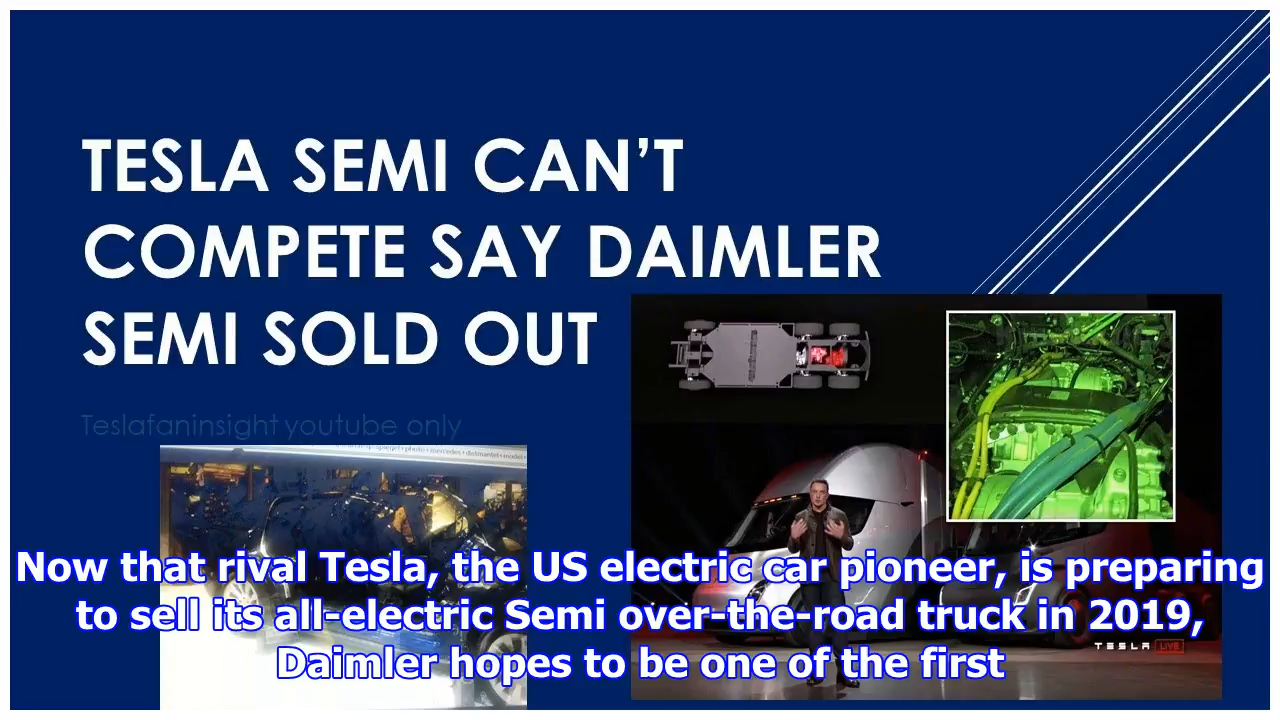 TESLA SEMI CAN'T
COMPETE SAY DAIMLER
SEMI SOLD OUT
Teslafaninsight youtube only
Now that rival Tesla, the US electric car pioneer, is preparing
to sell its all-electric Semi over-the-road truck in 2019,
Daimler hopes to be one of the first
TESLA LIVE